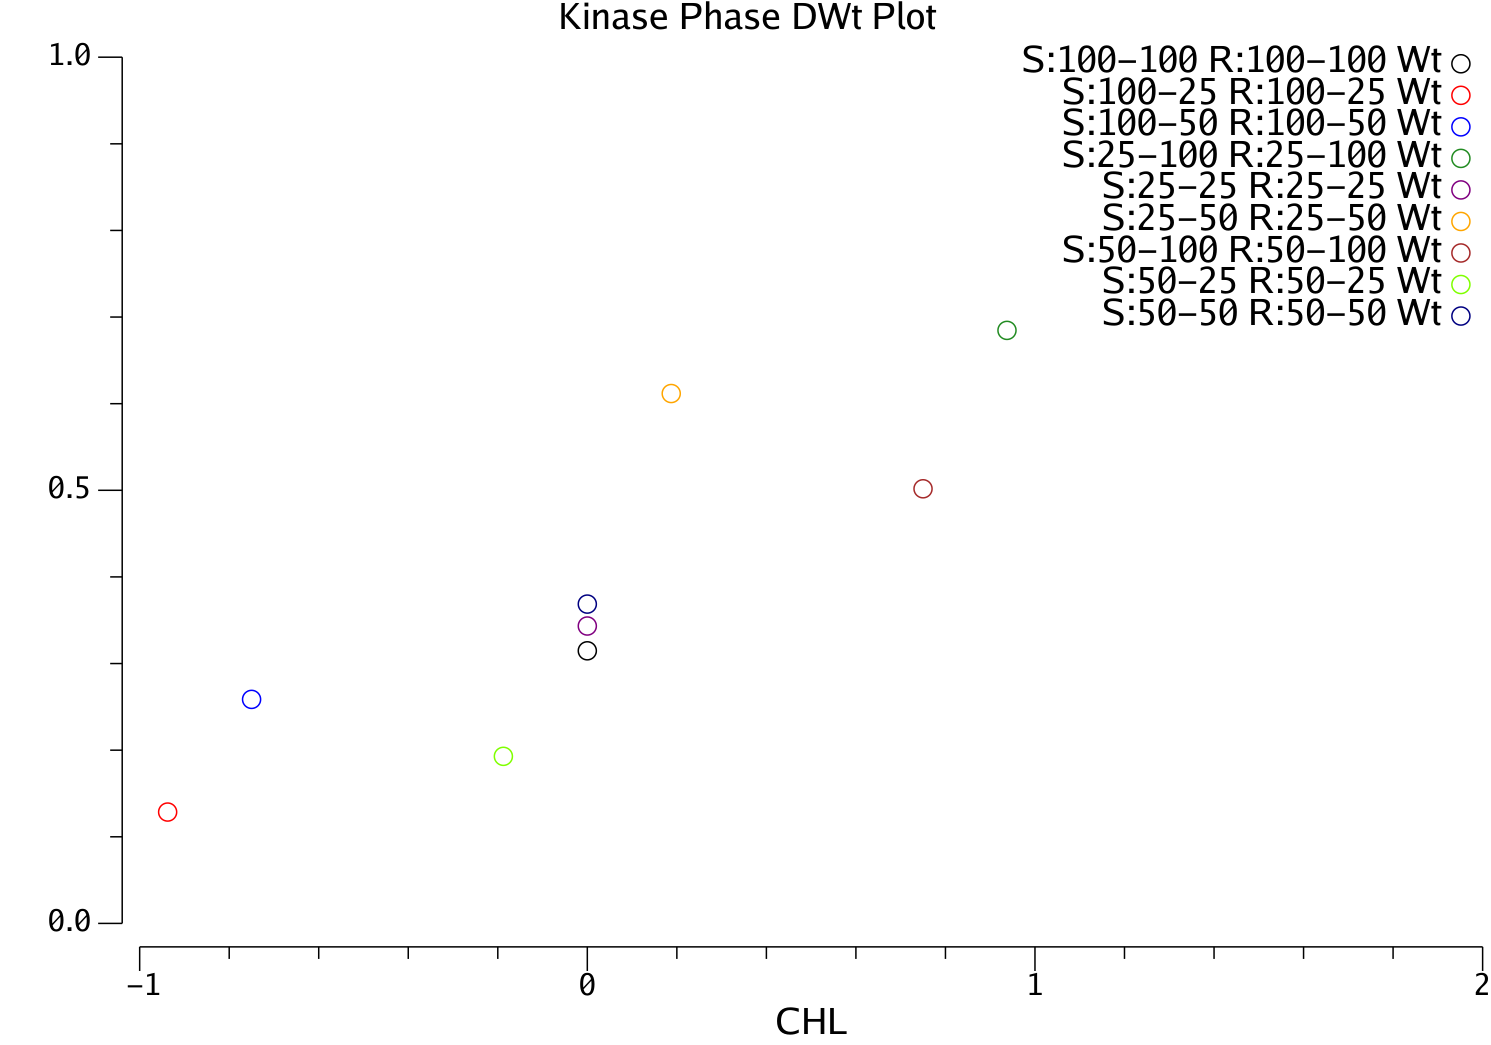 Kinase Phase DWt Plot
1.0
S:100-100 R:100-100 Wt
S:100-25 R:100-25 Wt
S:100-50 R:100-50 Wt
S:25-100 R:25-100 Wt
S:25-25 R:25-25 Wt
S:25-50 R:25-50 Wt
S:50-100 R:50-100 Wt
S:50-25 R:50-25 Wt
S:50-50 R:50-50 Wt
0.5
0.0
-1 0 1 2
CHL